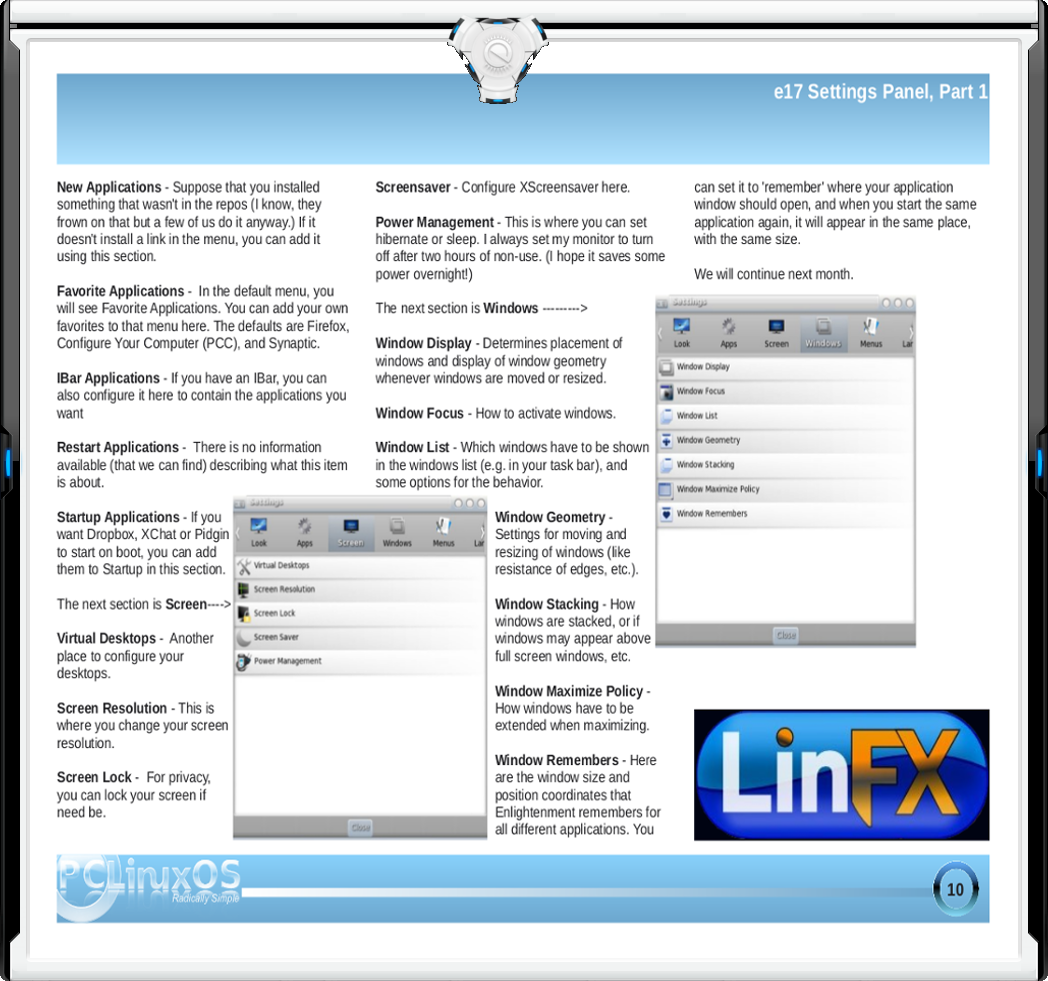 e17 Settings Panel, Part 1
New Applications - Suppose that you installed
something that wasn't in the repos (I know, they
frown on that but a few of us do it anyway.) If it
doesn't install a link in the menu, you can add it
using this section.
Favorite Applications -  In the default menu, you
will see Favorite Applications. You can add your own
favorites to that menu here. The defaults are Firefox,
Configure Your Computer (PCC), and Synaptic.
IBar Applications - If you have an IBar, you can
also configure it here to contain the applications you
want
Restart Applications -  There is no information
available (that we can find) describing what this item
is about.
Startup Applications - If you
want Dropbox, XChat or Pidgin
to start on boot, you can add
them to Startup in this section.
The next section is Screen---->
Virtual Desktops -  Another
place to configure your
desktops.
Screen Resolution - This is
where you change your screen
resolution.
Screen Lock -  For privacy,
you can lock your screen if
need be.
Settings
Look Apps Screen Windows Menus Lar
Virtual Desktops
Screen Resolution
Screen Lock
Screen Saver
Power Management
Close
Screensaver - Configure XScreensaver here.
Power Management - This is where you can set
hibernate or sleep. I always set my monitor to turn
off after two hours of non-use. (I hope it saves some
power overnight!)
The next section is Windows --------->
Window Display - Determines placement of
windows and display of window geometry
whenever windows are moved or resized.
Window Focus - How to activate windows.
Window List - Which windows have to be shown
in the windows list (e.g. in your task bar), and
some options for the behavior.
Window Geometry -
Settings for moving and
resizing of windows (like
resistance of edges, etc.).
Window Stacking - How
windows are stacked, or if
windows may appear above
full screen windows, etc.
Window Maximize Policy -
How windows have to be
extended when maximizing.
Window Remembers - Here
are the window size and
position coordinates that
Enlightenment remembers for
all different applications. You
can set it to 'remember' where your application
window should open, and when you start the same
application again, it will appear in the same place,
with the same size.
We will continue next month.
Settings
Look Apps Screen Windows Menus Lar
Window Display
Window Focus
Window List
Window Geometry
Window Stacking
Window Maximize Policy
Window Remembers
Close
LinFX
PCLinuxOS
Radically Simple
10